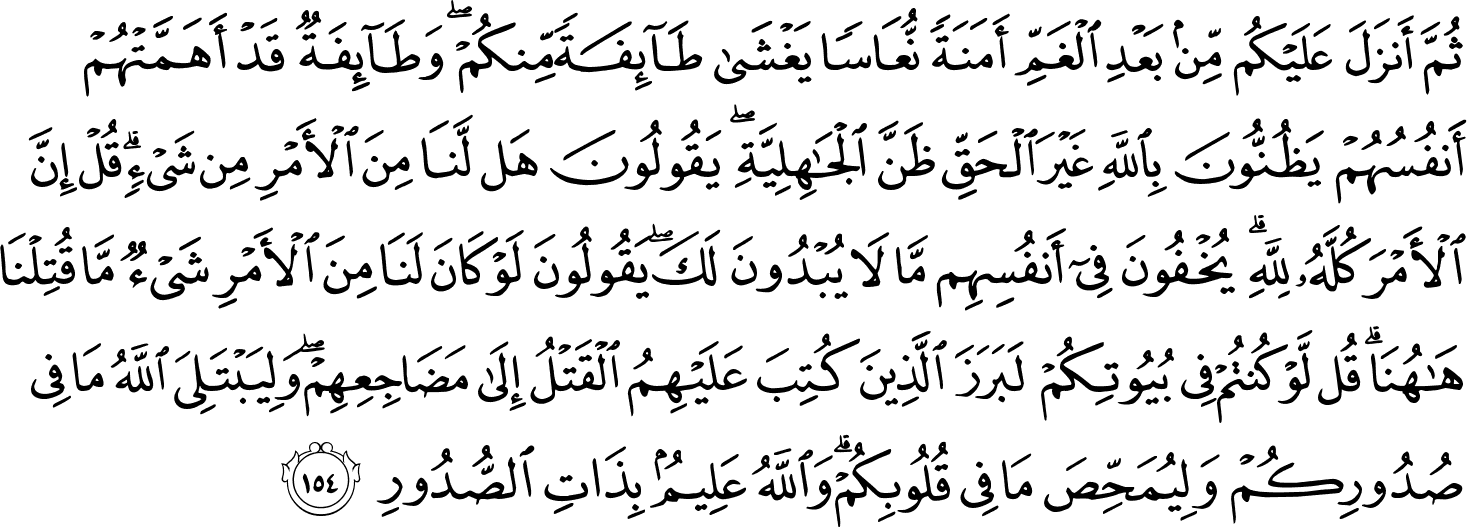 ثُمَّ أَنزَلَ عَلَيْكُم مِّنۢ بَعْدِ ٱلْغَمِّ أَمَنَةً نُّعَاسًا يَغْشَىٰ طَآئِفَةً مِّنكُمْ ۖ وَطَآئِفَةٌ قَدْ أَهَمَّتْهُمْ
أَنفُسُهُمْ يَظُنُّونَ بِٱللَّهِ غَيْرَ ٱلْحَقِّ ظَنَّ ٱلْجَـٰهِلِيَّةِ ۖ يَقُولُونَ هَل لَّنَا مِنَ ٱلْأَمْرِ مِن شَىْءٍ ۗ قُلْ إِنَّ
ٱلْأَمْرَ كُلَّهُۥ لِلَّهِ ۗ يُخْفُونَ فِىٓ أَنفُسِهِم مَّا لَا يُبْدُونَ لَكَ ۖ يَقُولُونَ لَوْ كَانَ لَنَا مِنَ ٱلْأَمْرِ شَىْءٌ مَّا قُتِلْنَا
هَـٰهُنَا ۗ قُل لَّوْ كُنتُمْ فِى بُيُوتِكُمْ لَبَرَزَ ٱلَّذِينَ كُتِبَ عَلَيْهِمُ ٱلْقَتْلُ إِلَىٰ مَضَاجِعِهِمْ ۖ وَلِيَبْتَلِىَ ٱللَّهُ مَا فِى
صُدُورِكُمْ وَلِيُمَحِّصَ مَا فِى قُلُوبِكُمْ ۗ وَٱللَّهُ عَلِيمٌۢ بِذَاتِ ٱلصُّدُورِ ١٥٤